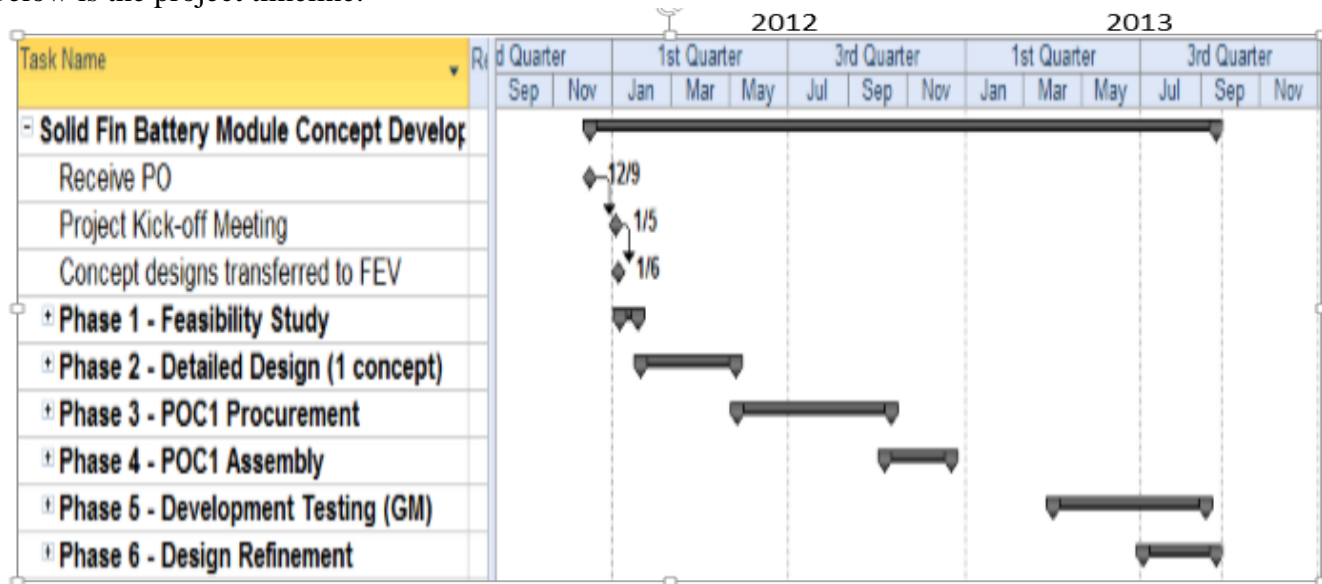 below is the project timeline.
2012 2013
Task Name Re d Quarter 1st Quarter 3rd Quarter 1st Quarter 3rd Quarter
Sep Nov Jan Mar May Jul Sep Nov Jan Mar May Jul Sep Nov
Solid Fin Battery Module Concept Develop
Receive PO 12/9
Project Kick-off Meeting 1/5
Concept designs transferred to FEV 1/6
Phase 1 - Feasibility Study
Phase 2 - Detailed Design (1 concept)
Phase 3 - POC1 Procurement
Phase 4 - POC1 Assembly
Phase 5 - Development Testing (GM)
Phase 6 - Design Refinement